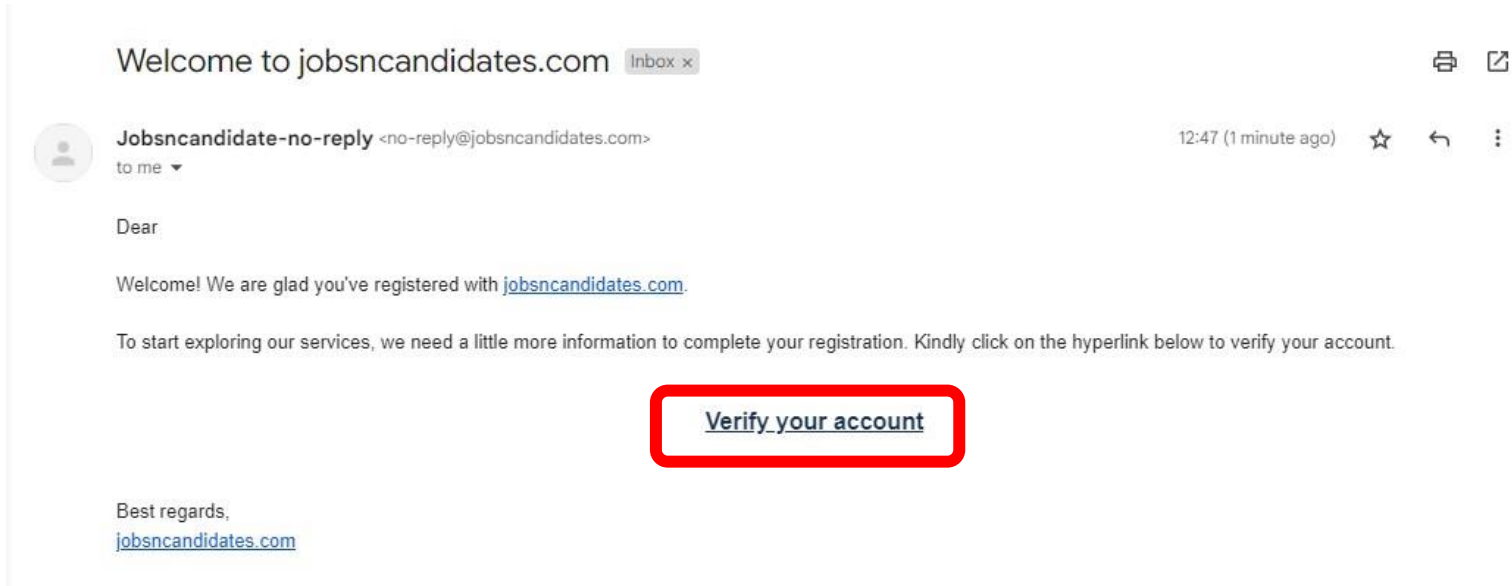 Welcome to jobsncandidates.com Inbox x
Jobsncandidate-no-reply <no-reply@jobsncandidates.com> 12:47 (1 minute ago)
to me
Dear
Welcome! We are glad you've registered with jobsncandidates.com.
To start exploring our services, we need a little more information to complete your registration. Kindly click on the hyperlink below to verify your account.
Verify your account
Best regards,
jobsncandidates.com